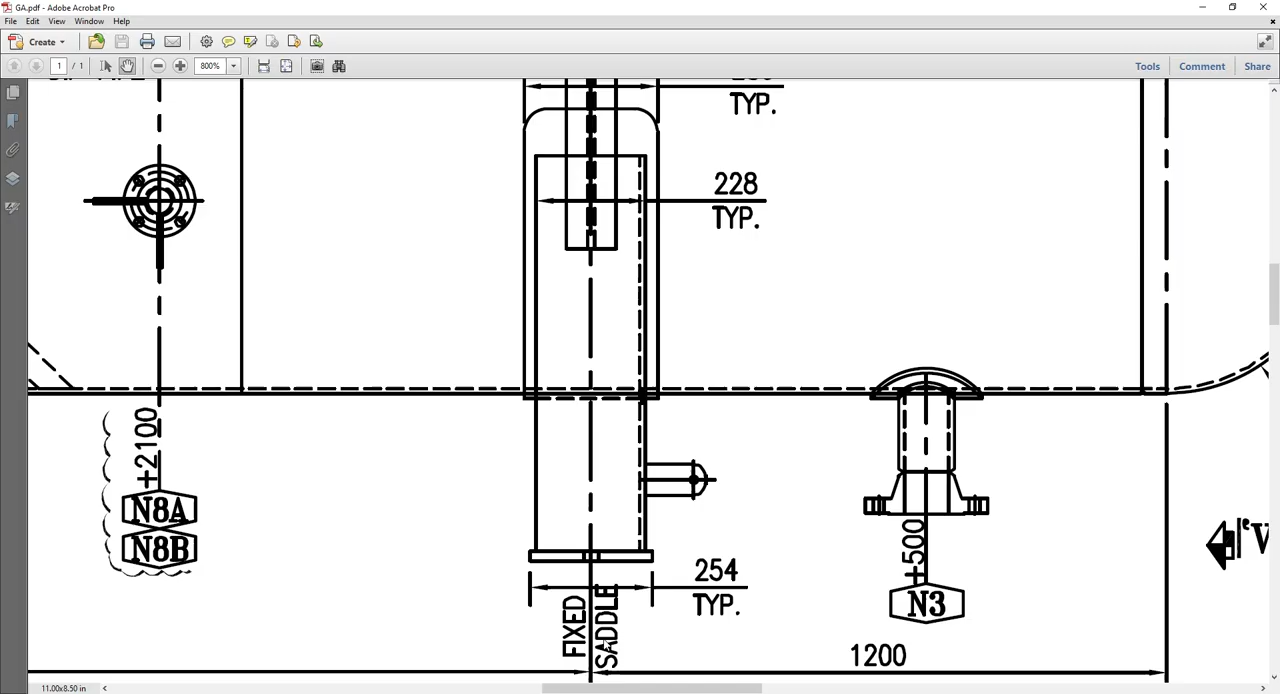 GA.pdf - Adobe Acrobat Pro
File Edit View Window Help
Create
1 / 1 800% Tools Comment Share
TYP.
228
TYP.
+2100
N8A
N8B
254
TYP.
FIXED
SADDLE
+500
N3
1200
11.00x8.50 in